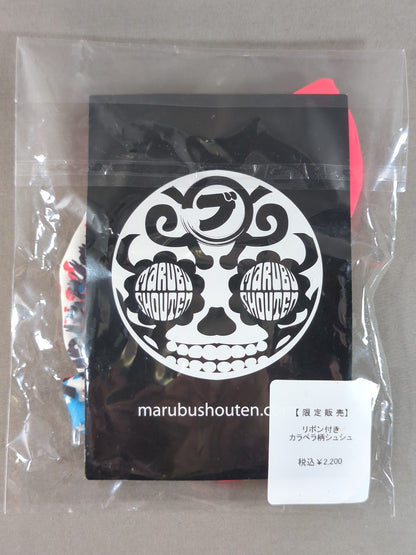 ブ
MARUBU
SHOUTEN
MARUBU
SHOUTEN
marubushouten.c
【限定販売】
リボン付き
カラベラ柄シュシュ
税込￥2,200